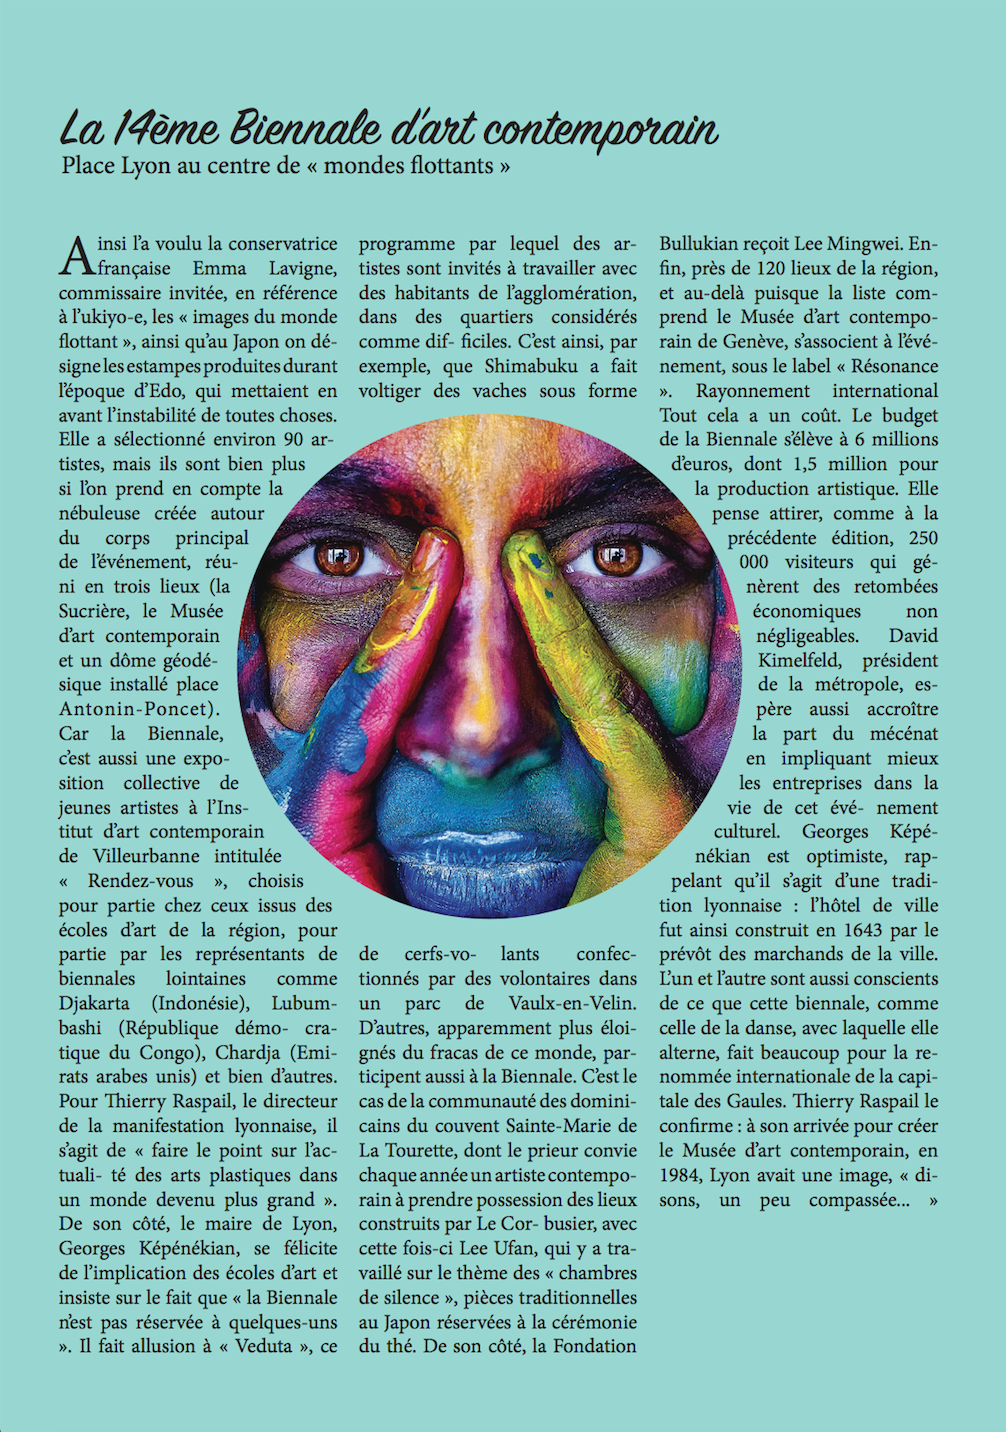 La 14ème Biennale d'art contemporain
Place Lyon au centre de « mondes flottants »
Ainsi l'a voulu la conservatrice
française Emma Lavigne,
commissaire invitée, en référence
à l'ukiyo-e, les « images du monde
flottant », ainsi qu'au Japon on dé-
signe les estampes produites durant
l'époque d'Edo, qui mettaient en
avant l'instabilité de toutes choses.
Elle a sélectionné environ 90 ar-
tistes, mais ils sont bien plus
si l'on prend en compte la
nébuleuse créée autour
du corps principal
de l'événement, réu-
ni en trois lieux (la
Sucrière, le Musée
d'art contemporain
et un dôme géodé-
sique installé place
Antonin-Poncet).
Car la Biennale,
c'est aussi une expo-
sition collective de
jeunes artistes à l'Ins-
titut d'art contemporain
de Villeurbanne intitulée
« Rendez-vous », choisis
pour partie chez ceux issus des
écoles d'art de la région, pour
partie par les représentants de
biennales lointaines comme
Djakarta (Indonésie), Lubum-
bashi (République démo- cra-
tique du Congo), Chardja (Emi-
rats arabes unis) et bien d'autres.
Pour Thierry Raspail, le directeur
de la manifestation lyonnaise, il
s'agit de « faire le point sur l'ac-
tuali- té des arts plastiques dans
un monde devenu plus grand ».
De son côté, le maire de Lyon,
Georges Képénékian, se félicite
de l'implication des écoles d'art et
insiste sur le fait que « la Biennale
n'est pas réservée à quelques-uns
». Il fait allusion à « Veduta », ce
programme par lequel des ar-
tistes sont invités à travailler avec
des habitants de l'agglomération,
dans des quartiers considérés
comme dif- ficiles. C'est ainsi, par
exemple, que Shimabuku a fait
voltiger des vaches sous forme
de cerfs-vo- lants confec-
tionnés par des volontaires dans
un parc de Vaulx-en-Velin.
D'autres, apparemment plus éloi-
gnés du fracas de ce monde, par-
ticipent aussi à la Biennale. C'est le
cas de la communauté des domini-
cains du couvent Sainte-Marie de
La Tourette, dont le prieur convie
chaque année un artiste contempo-
rain à prendre possession des lieux
construits par Le Cor- busier, avec
cette fois-ci Lee Ufan, qui y a tra-
vaillé sur le thème des « chambres
de silence », pièces traditionnelles
au Japon réservées à la cérémonie
du thé. De son côté, la Fondation
Bullukian reçoit Lee Mingwei. En-
fin, près de 120 lieux de la région,
et au-delà puisque la liste com-
prend le Musée d'art contempo-
rain de Genève, s'associent à l'évé-
nement, sous le label « Résonance
». Rayonnement international
Tout cela a un coût. Le budget
de la Biennale s'élève à 6 millions
d'euros, dont 1,5 million pour
la production artistique. Elle
pense attirer, comme à la
précédente édition, 250
000 visiteurs qui gé-
nèrent des retombées
économiques non
négligeables. David
Kimelfeld, président
de la métropole, es-
père aussi accroître
la part du mécénat
en impliquant mieux
les entreprises dans la
vie de cet évé- nement
culturel. Georges Képé-
nékian est optimiste, rap-
pelant qu'il s'agit d'une tradi-
tion lyonnaise : l'hôtel de ville
fut ainsi construit en 1643 par le
prévôt des marchands de la ville.
L'un et l'autre sont aussi conscients
de ce que cette biennale, comme
celle de la danse, avec laquelle elle
alterne, fait beaucoup pour la re-
nommée internationale de la capi-
tale des Gaules. Thierry Raspail le
confirme : à son arrivée pour créer
le Musée d'art contemporain, en
1984, Lyon avait une image, « di-
sons, un peu compassée... »